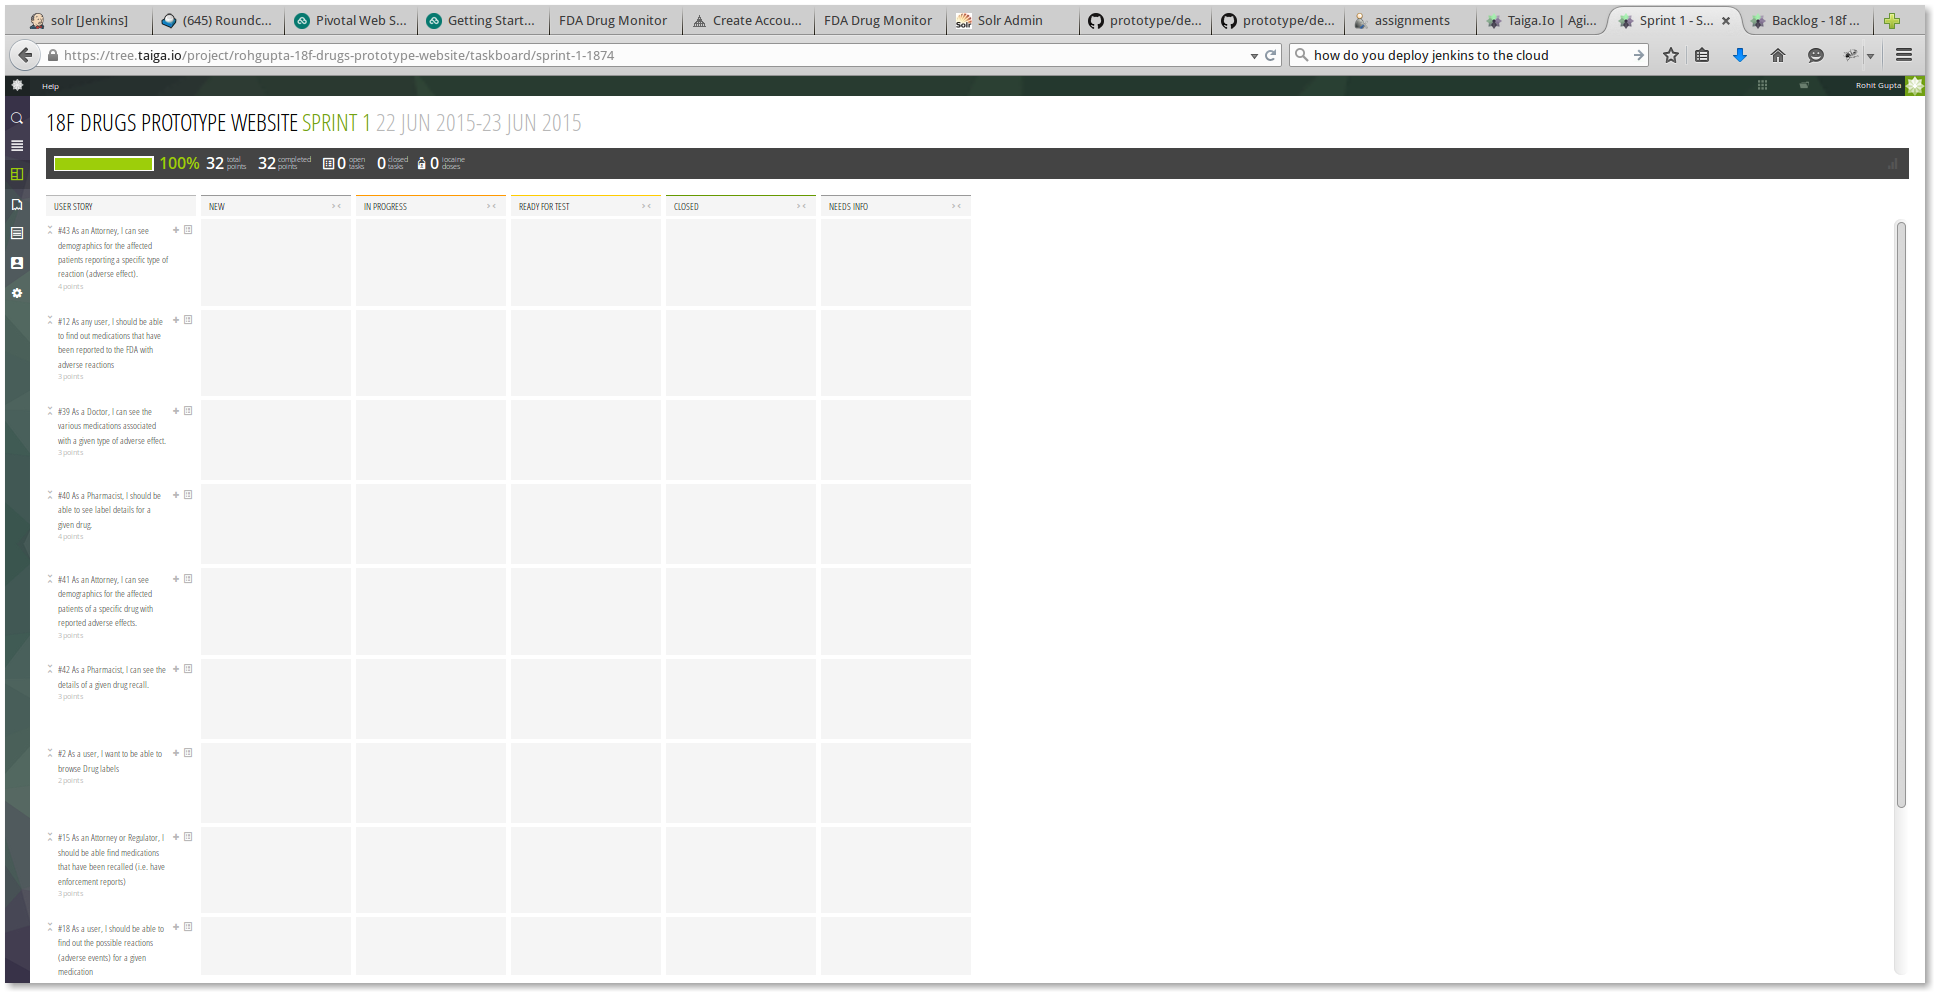 solr [Jenkins]
(645) Roundc...
Pivotal Web S...
Getting Start...
FDA Drug Monitor
Create Accou...
FDA Drug Monitor
Solr Admin
prototype/de...
prototype/de...
assignments
Taiga.Io | Agi...
Sprint 1 - S...
Backlog - 18f ...
https://tree.taiga.io/project/rohgupta-18f-drugs-prototype-website/taskboard/sprint-1-1874
how do you deploy jenkins to the cloud
Help
Rohit Gupta
18F DRUGS PROTOTYPE WEBSITE SPRINT 1 22 JUN 2015-23 JUN 2015
100% 32 total points 32 completed points 0 open tasks 0 closed tasks 0 iocaine doses
USER STORY
NEW
IN PROGRESS
READY FOR TEST
CLOSED
NEEDS INFO
#43 As an Attorney, I can see
demographics for the affected
patients reporting a specific type of
reaction (adverse effect).
4 points
#12 As any user, I should be able
to find out medications that have
been reported to the FDA with
adverse reactions
3 points
#39 As a Doctor, I can see the
various medications associated
with a given type of adverse effect.
3 points
#40 As a Pharmacist, I should be
able to see label details for a
given drug.
4 points
#41 As an Attorney, I can see
demographics for the affected
patients of a specific drug with
reported adverse effects.
3 points
#42 As a Pharmacist, I can see the
details of a given drug recall.
3 points
#2 As a user, I want to be able to
browse Drug labels
2 points
#15 As an Attorney or Regulator, I
should be able find medications
that have been recalled (i.e. have
enforcement reports)
3 points
#18 As a user, I should be able to
find out the possible reactions
(adverse events) for a given
medication